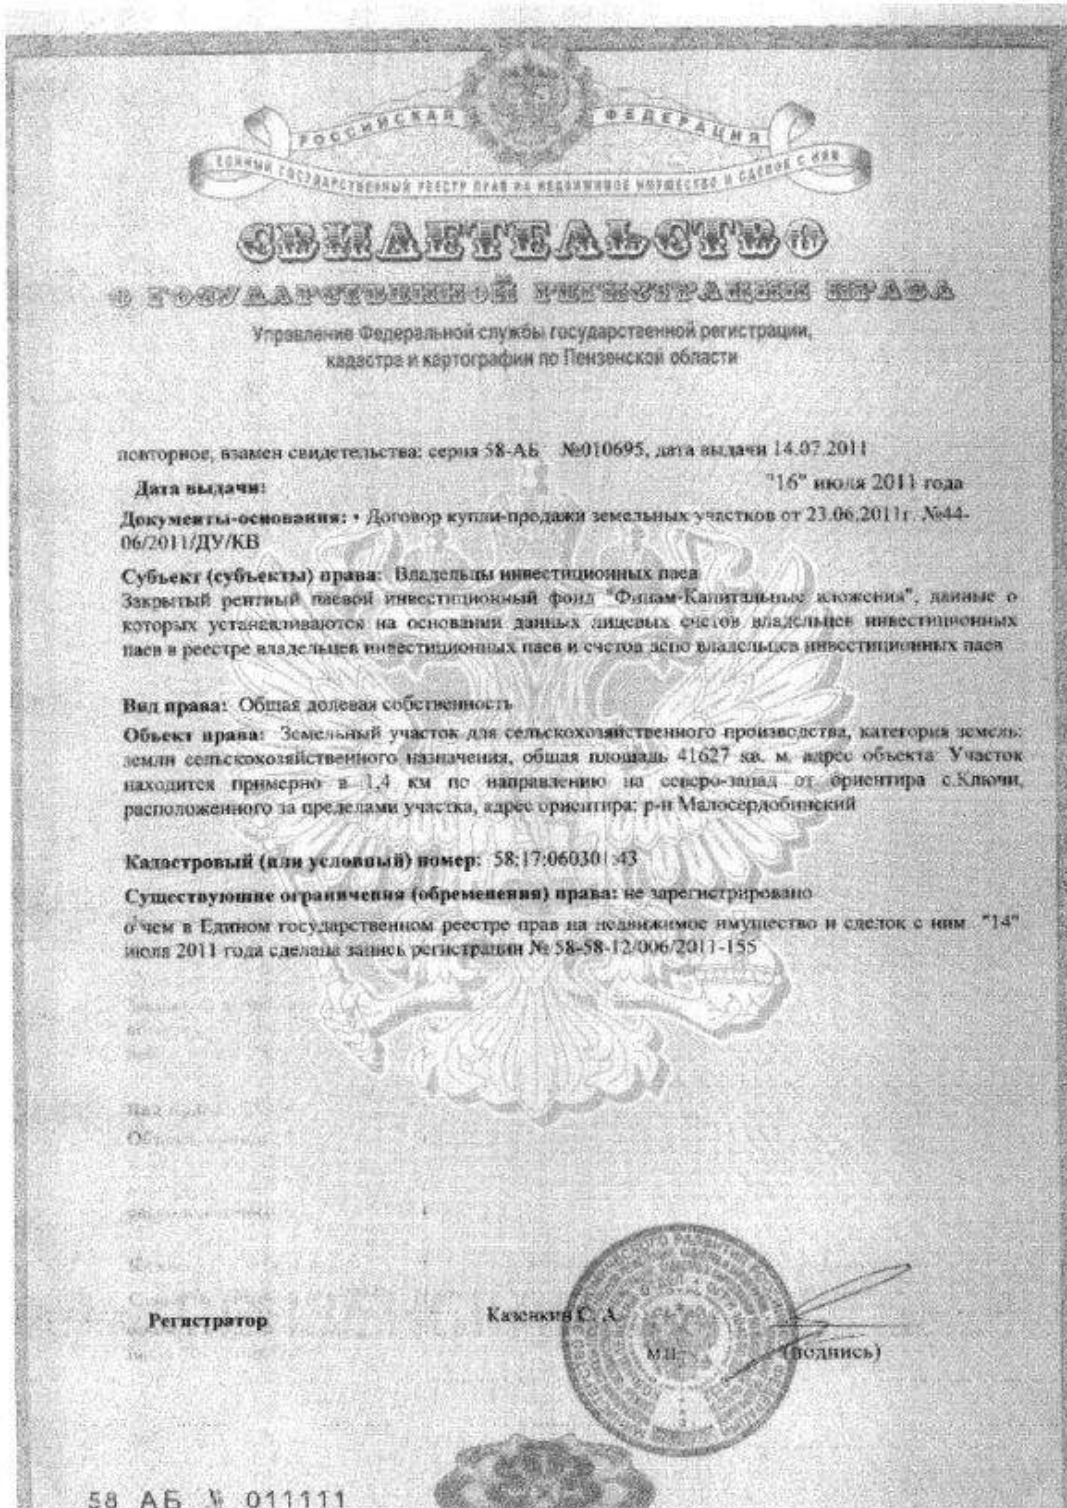 РОССИЙСКАЯ ФЕДЕРАЦИЯ
ЕДИНЫЙ ГОСУДАРСТВЕННЫЙ РЕЕСТР ПРАВ НА НЕДВИЖИМОЕ ИМУЩЕСТВО И СДЕЛОК С НИМ
СВИДЕТЕЛЬСТВО
О ГОСУДАРСТВЕННОЙ РЕГИСТРАЦИИ ПРАВА
Управление Федеральной службы государственной регистрации,
кадастра и картографии по Пензенской области
повторное, взамен свидетельства: серия 58-АБ №010695, дата выдачи 14.07.2011
Дата выдачи: "16" июля 2011 года
Документы-основания: • Договор купли-продажи земельных участков от 23.06.2011г. №44-
06/2011/ДУ/КВ
Субъект (субъекты) права: Владельцы инвестиционных паев
Закрытый рентный паевой инвестиционный фонд "Финам-Капитальные вложения", данные о
которых устанавливаются на основании данных лицевых счетов владельцев инвестиционных
паев в реестре владельцев инвестиционных паев и счетов депо владельцев инвестиционных паев
Вид права: Общая долевая собственность
Объект права: Земельный участок для сельскохозяйственного производства, категория земель:
земли сельскохозяйственного назначения, общая площадь 41627 кв. м, адрес объекта: Участок
находится примерно в 1,4 км по направлению на северо-запад от ориентира с.Ключи,
расположенного за пределами участка, адрес ориентира: р-н Малосердобинский
Кадастровый (или условный) номер: 58:17:060301:43
Существующие ограничения (обременения) права: не зарегистрировано
о чем в Едином государственном реестре прав на недвижимое имущество и сделок с ним "14"
июля 2011 года сделана запись регистрации № 58-58-12/006/2011-155
Регистратор Казенкин С. А.
М.П. (подпись)
58 АБ № 011111